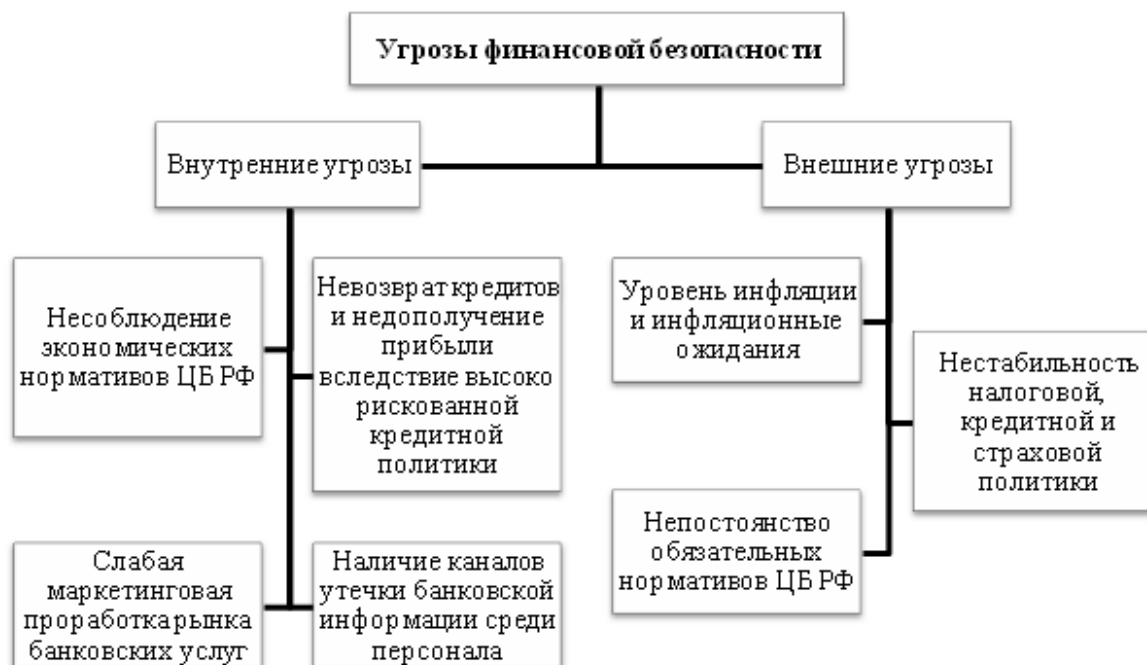 Угрозы финансовой безопасности
Внутренние угрозы
Внешние угрозы
Несоблюдение
экономических
нормативов ЦБ РФ
Невозврат кредитов
и недополучение
прибыли
вследствие высоко
рискованной
кредитной
политики
Слабая
маркетинговая
проработка рынка
банковских услуг
Наличие каналов
утечки банковской
информации среди
персонала
Уровень инфляции
и инфляционные
ожидания
Нестабильность
налоговой,
кредитной и
страховой
политики
Непостоянство
обязательных
нормативов ЦБ РФ